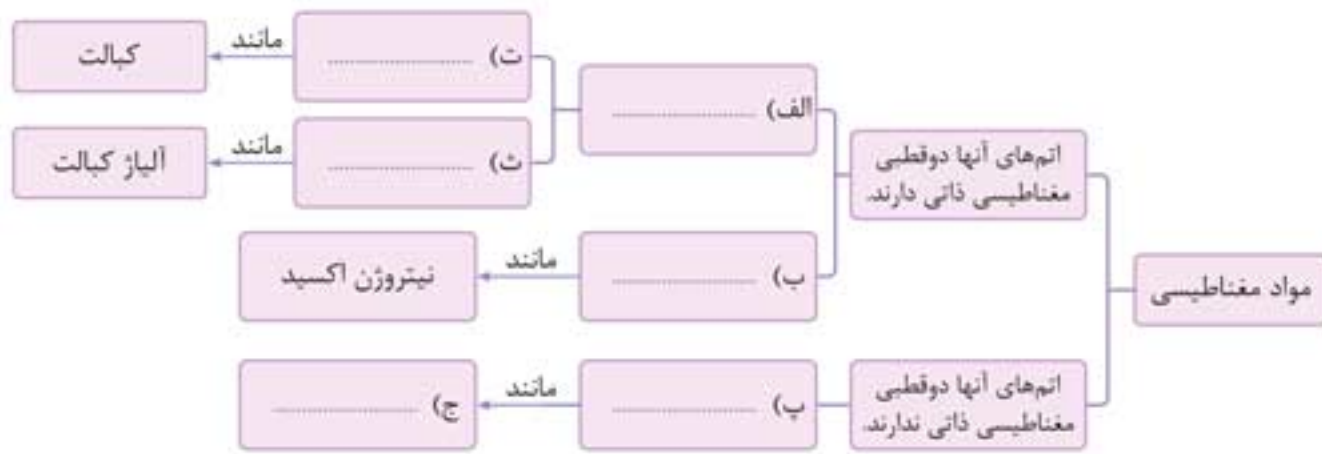 مواد مغناطیسی
اتم‌های آنها دوقطبی
مغناطیسی ذاتی دارند.
الف) ......................
ت) ......................
مانند
کبالت
ث) ......................
مانند
آلیاژ کبالت
ب) ......................
مانند
نیتروژن اکسید
اتم‌های آنها دوقطبی
مغناطیسی ذاتی ندارند.
پ) ......................
مانند
ج) ......................